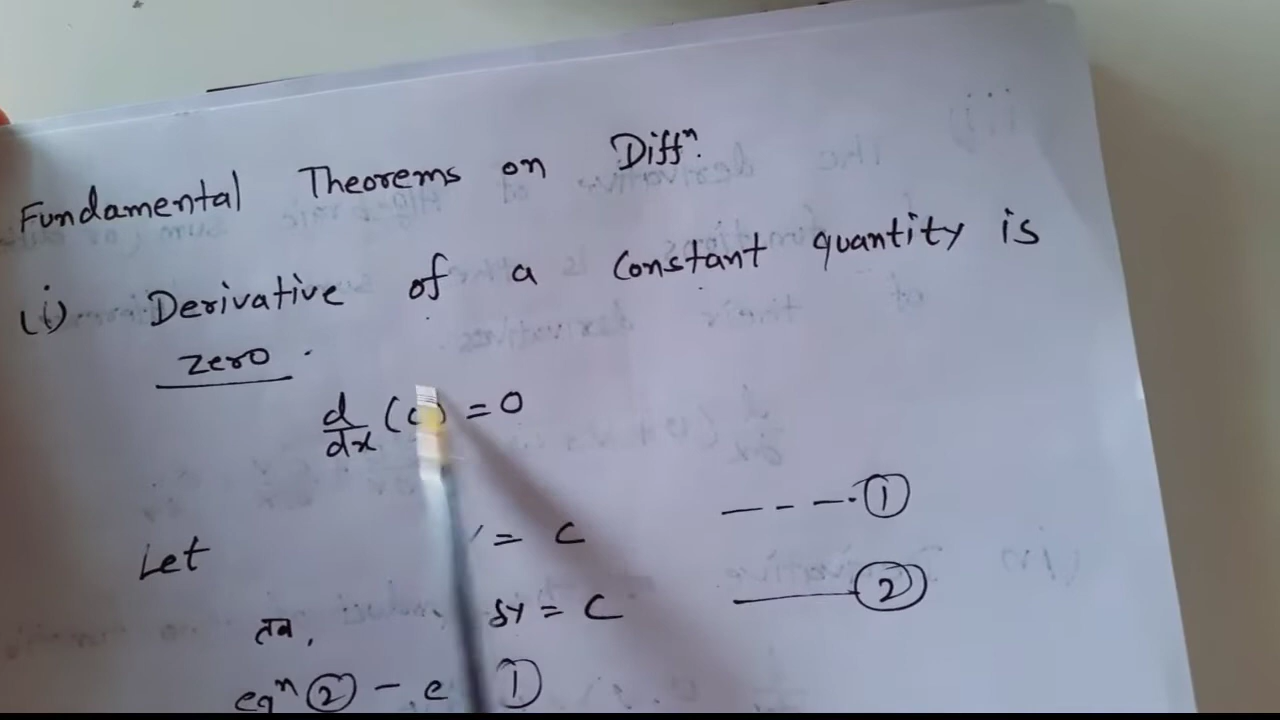 Fundamental Theorems on Diffⁿ.
(i) Derivative of a constant quantity is
zero.
d/dx (c) = 0
Let = C ---- ①
तब, δy = C —— ②
eqⁿ ② - e ①